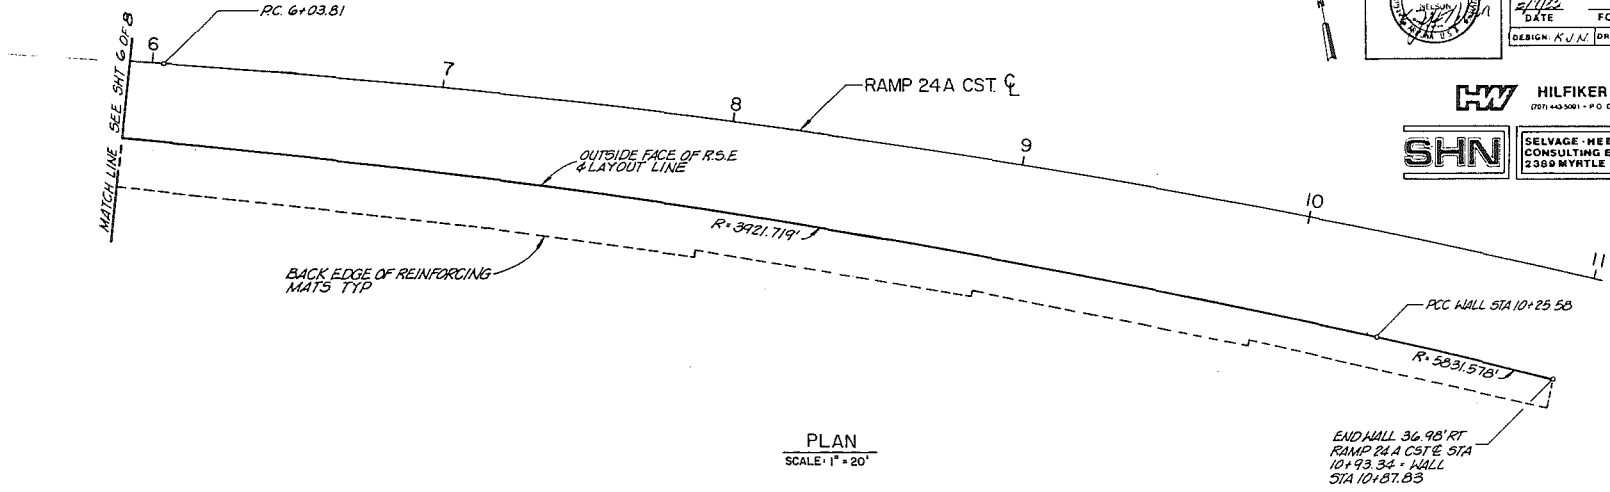 P.C. 6+03.81
6
7
8
9
10
11
RAMP 24A CST. ℄
MATCH LINE SEE SHT 6 OF 8
OUTSIDE FACE OF R.S.E
& LAYOUT LINE
R=3921.719'
BACK EDGE OF REINFORCING
MATS TYP
PCC WALL STA 10+25.58
R=5831.578'
END WALL 36.98' RT
RAMP 24A CST ℄ STA
10+93.34 = WALL
STA 10+87.83
PLAN
SCALE: 1" = 20'
NELSON
DATE
DESIGN: K.J.N.
HW HILFIKER
SHN
SELVAGE-HEB
CONSULTING E
2389 MYRTLE